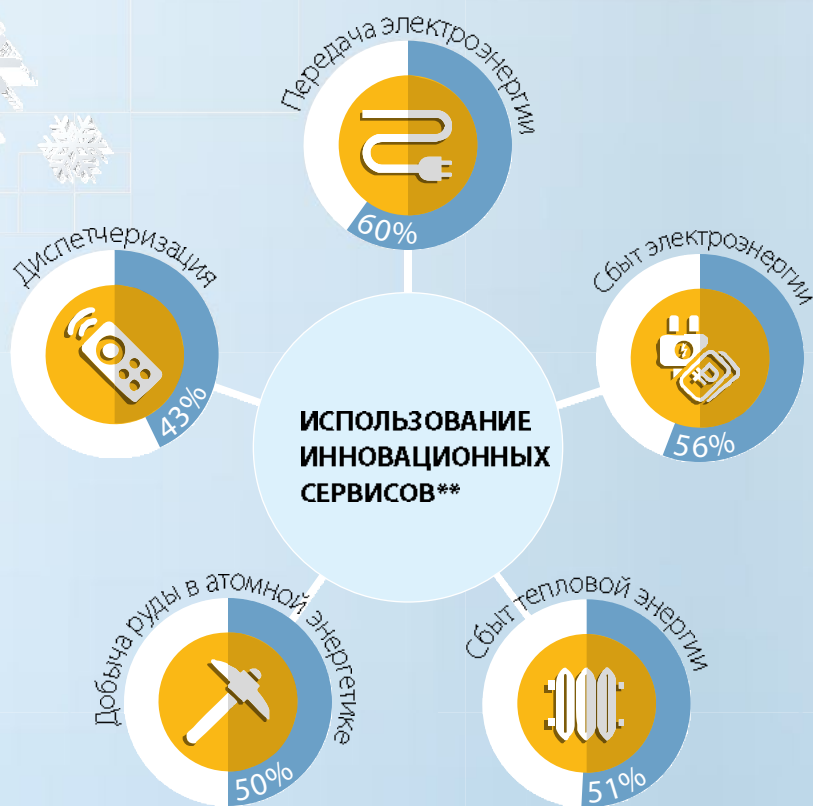 Передача электроэнергии
60%
Диспетчеризация
43%
Сбыт электроэнергии
56%
ИСПОЛЬЗОВАНИЕ
ИННОВАЦИОННЫХ
СЕРВИСОВ**
Добыча руды в атомной энергетике
50%
Сбыт тепловой энергии
51%